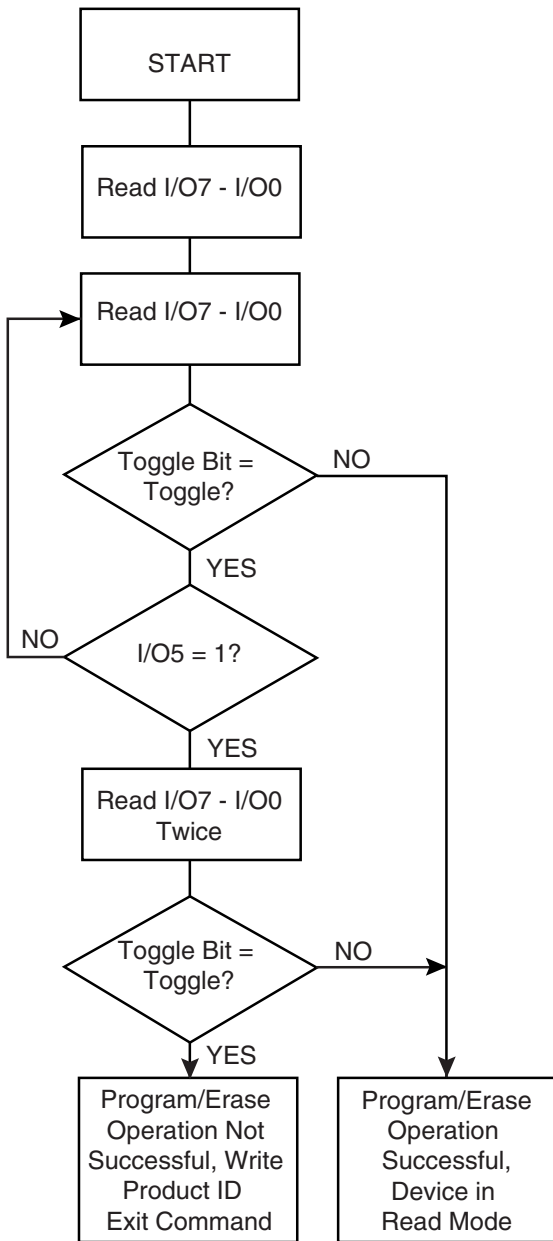 START
Read I/O7 - I/O0
Read I/O7 - I/O0
Toggle Bit =
Toggle?
NO
YES
NO
I/O5 = 1?
YES
Read I/O7 - I/O0
Twice
Toggle Bit =
Toggle?
NO
YES
Program/Erase
Operation Not
Successful, Write
Product ID
Exit Command
Program/Erase
Operation
Successful,
Device in
Read Mode